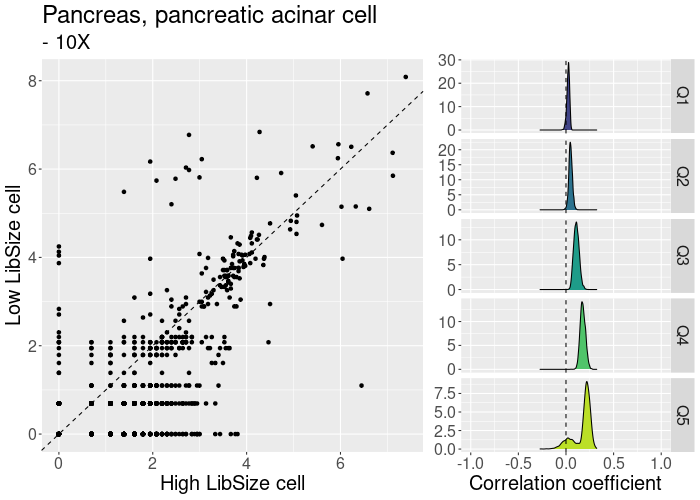 Pancreas, pancreatic acinar cell
- 10X
8
6
4
2
0
0 2 4 6
High LibSize cell
Low LibSize cell
30
20
10
0
Q1
20
15
10
5
0
Q2
10
5
0
Q3
10
5
0
Q4
7.5
5.0
2.5
0.0
Q5
-1.0 -0.5 0.0 0.5 1.0
Correlation coefficient